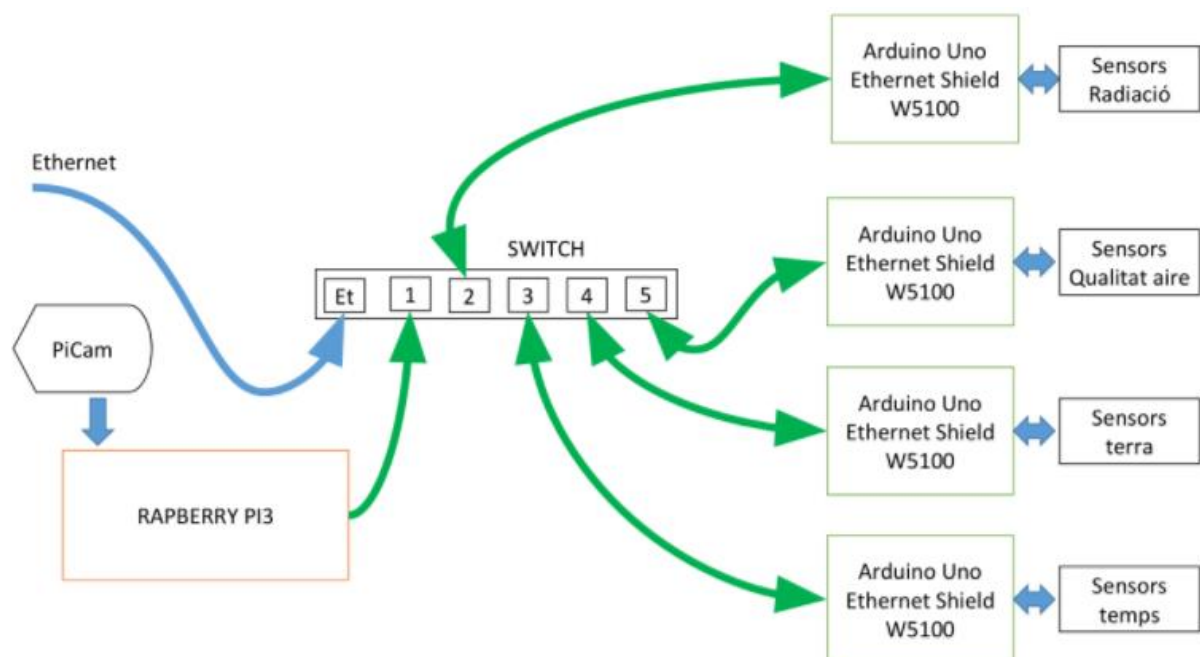 Ethernet
PiCam
RAPBERRY PI3
SWITCH
Et
1
2
3
4
5
Arduino Uno
Ethernet Shield
W5100
Sensors
Radiació
Arduino Uno
Ethernet Shield
W5100
Sensors
Qualitat aire
Arduino Uno
Ethernet Shield
W5100
Sensors
terra
Arduino Uno
Ethernet Shield
W5100
Sensors
temps